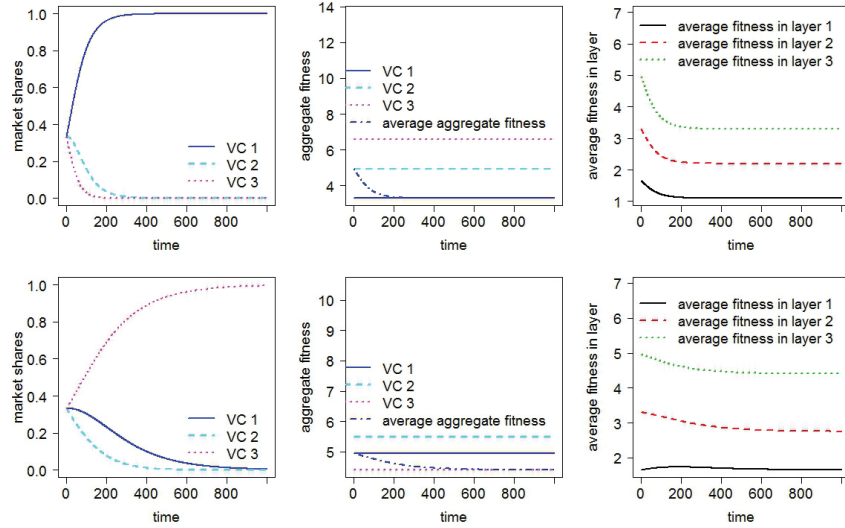 market shares
1.0
0.8
0.6
0.4
0.2
0.0
VC 1
VC 2
VC 3
0 200 400 600 800
time
aggregate fitness
14
12
10
8
6
4
VC 1
VC 2
VC 3
average aggregate fitness
0 200 400 600 800
time
average fitness in layer
7
6
5
4
3
2
1
average fitness in layer 1
average fitness in layer 2
average fitness in layer 3
0 200 400 600 800
time
market shares
1.0
0.8
0.6
0.4
0.2
0.0
VC 1
VC 2
VC 3
0 200 400 600 800
time
aggregate fitness
10
9
8
7
6
5
VC 1
VC 2
VC 3
average aggregate fitness
0 200 400 600 800
time
average fitness in layer
7
6
5
4
3
2
average fitness in layer 1
average fitness in layer 2
average fitness in layer 3
0 200 400 600 800
time